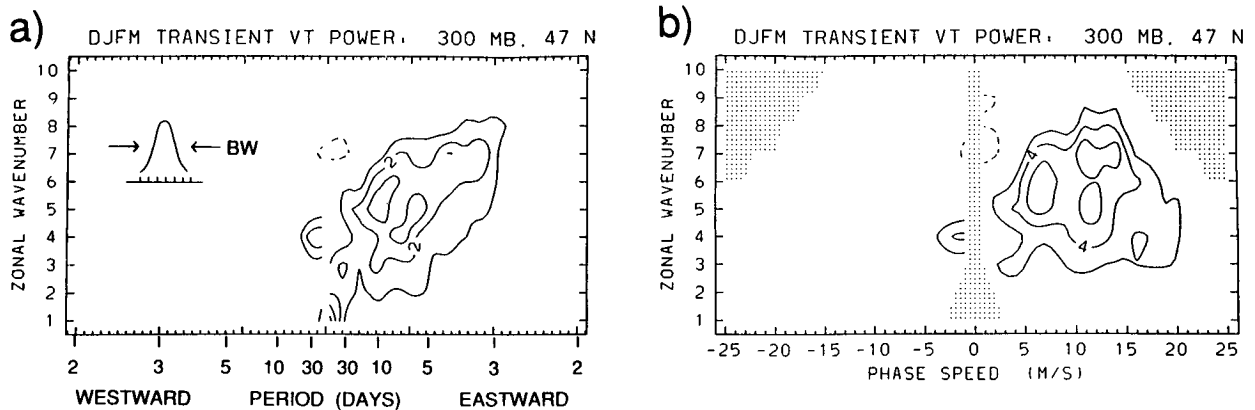 a)
DJFM TRANSIENT VT POWER: 300 MB, 47 N
ZONAL WAVENUMBER
10
9
8
7
6
5
4
3
2
1
BW
2
2
2 3 5 10 30 30 10 5 3 2
WESTWARD PERIOD (DAYS) EASTWARD
b)
DJFM TRANSIENT VT POWER: 300 MB, 47 N
ZONAL WAVENUMBER
10
9
8
7
6
5
4
3
2
1
4
4
-25 -20 -15 -10 -5 0 5 10 15 20 25
PHASE SPEED (M/S)